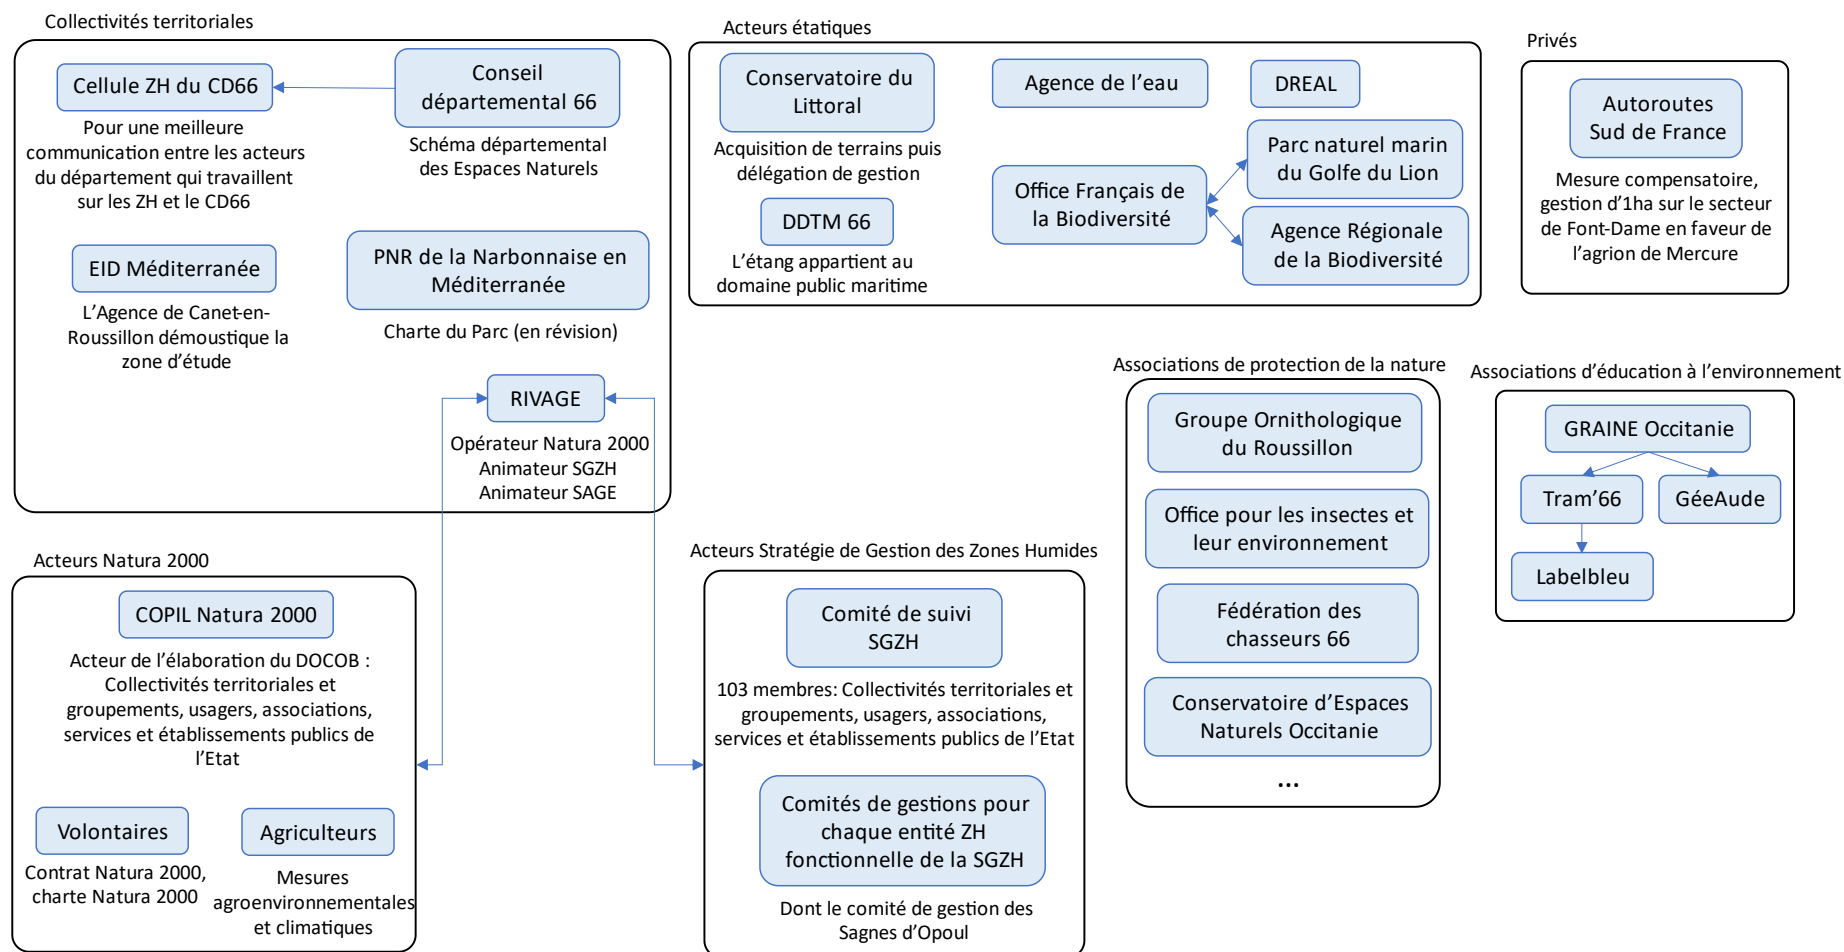 Collectivités territoriales
Cellule ZH du CD66
Pour une meilleure
communication entre les acteurs
du département qui travaillent
sur les ZH et le CD66
Conseil
départemental 66
Schéma départemental
des Espaces Naturels
EID Méditerranée
L’Agence de Canet-en-
Roussillon démoustique la
zone d’étude
PNR de la Narbonnaise en
Méditerranée
Charte du Parc (en révision)
RIVAGE
Opérateur Natura 2000
Animateur SGZH
Animateur SAGE
Acteurs étatiques
Conservatoire du
Littoral
Acquisition de terrains puis
délégation de gestion
DDTM 66
L’étang appartient au
domaine public maritime
Agence de l’eau
DREAL
Office Français de
la Biodiversité
Parc naturel marin
du Golfe du Lion
Agence Régionale
de la Biodiversité
Privés
Autoroutes
Sud de France
Mesure compensatoire,
gestion d’1ha sur le secteur
de Font-Dame en faveur de
l’agrion de Mercure
Acteurs Natura 2000
COPIL Natura 2000
Acteur de l’élaboration du DOCOB :
Collectivités territoriales et
groupements, usagers, associations,
services et établissements publics de
l’Etat
Volontaires
Contrat Natura 2000,
charte Natura 2000
Agriculteurs
Mesures
agroenvironnementales
et climatiques
Acteurs Stratégie de Gestion des Zones Humides
Comité de suivi
SGZH
103 membres: Collectivités territoriales et
groupements, usagers, associations,
services et établissements publics de l’Etat
Comités de gestions pour
chaque entité ZH
fonctionnelle de la SGZH
Dont le comité de gestion des
Sagnes d’Opoul
Associations de protection de la nature
Groupe Ornithologique
du Roussillon
Office pour les insectes et
leur environnement
Fédération des
chasseurs 66
Conservatoire d’Espaces
Naturels Occitanie
...
Associations d’éducation à l’environnement
GRAINE Occitanie
Tram’66
GéeAude
Labelbleu